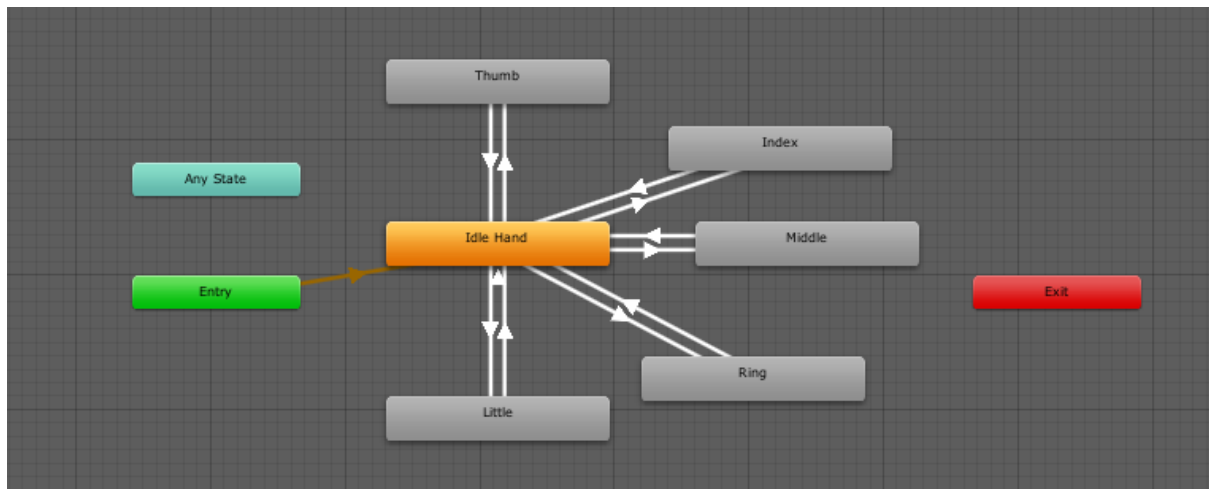 Thumb
Index
Any State
Idle Hand
Middle
Entry
Exit
Ring
Little